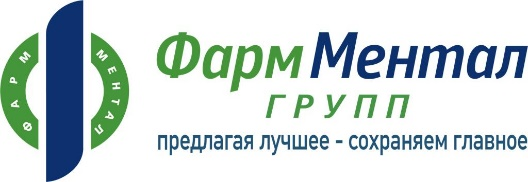 ФАРМ МЕНТАЛ
ФармМентал
ГРУПП
предлагая лучшее - сохраняем главное